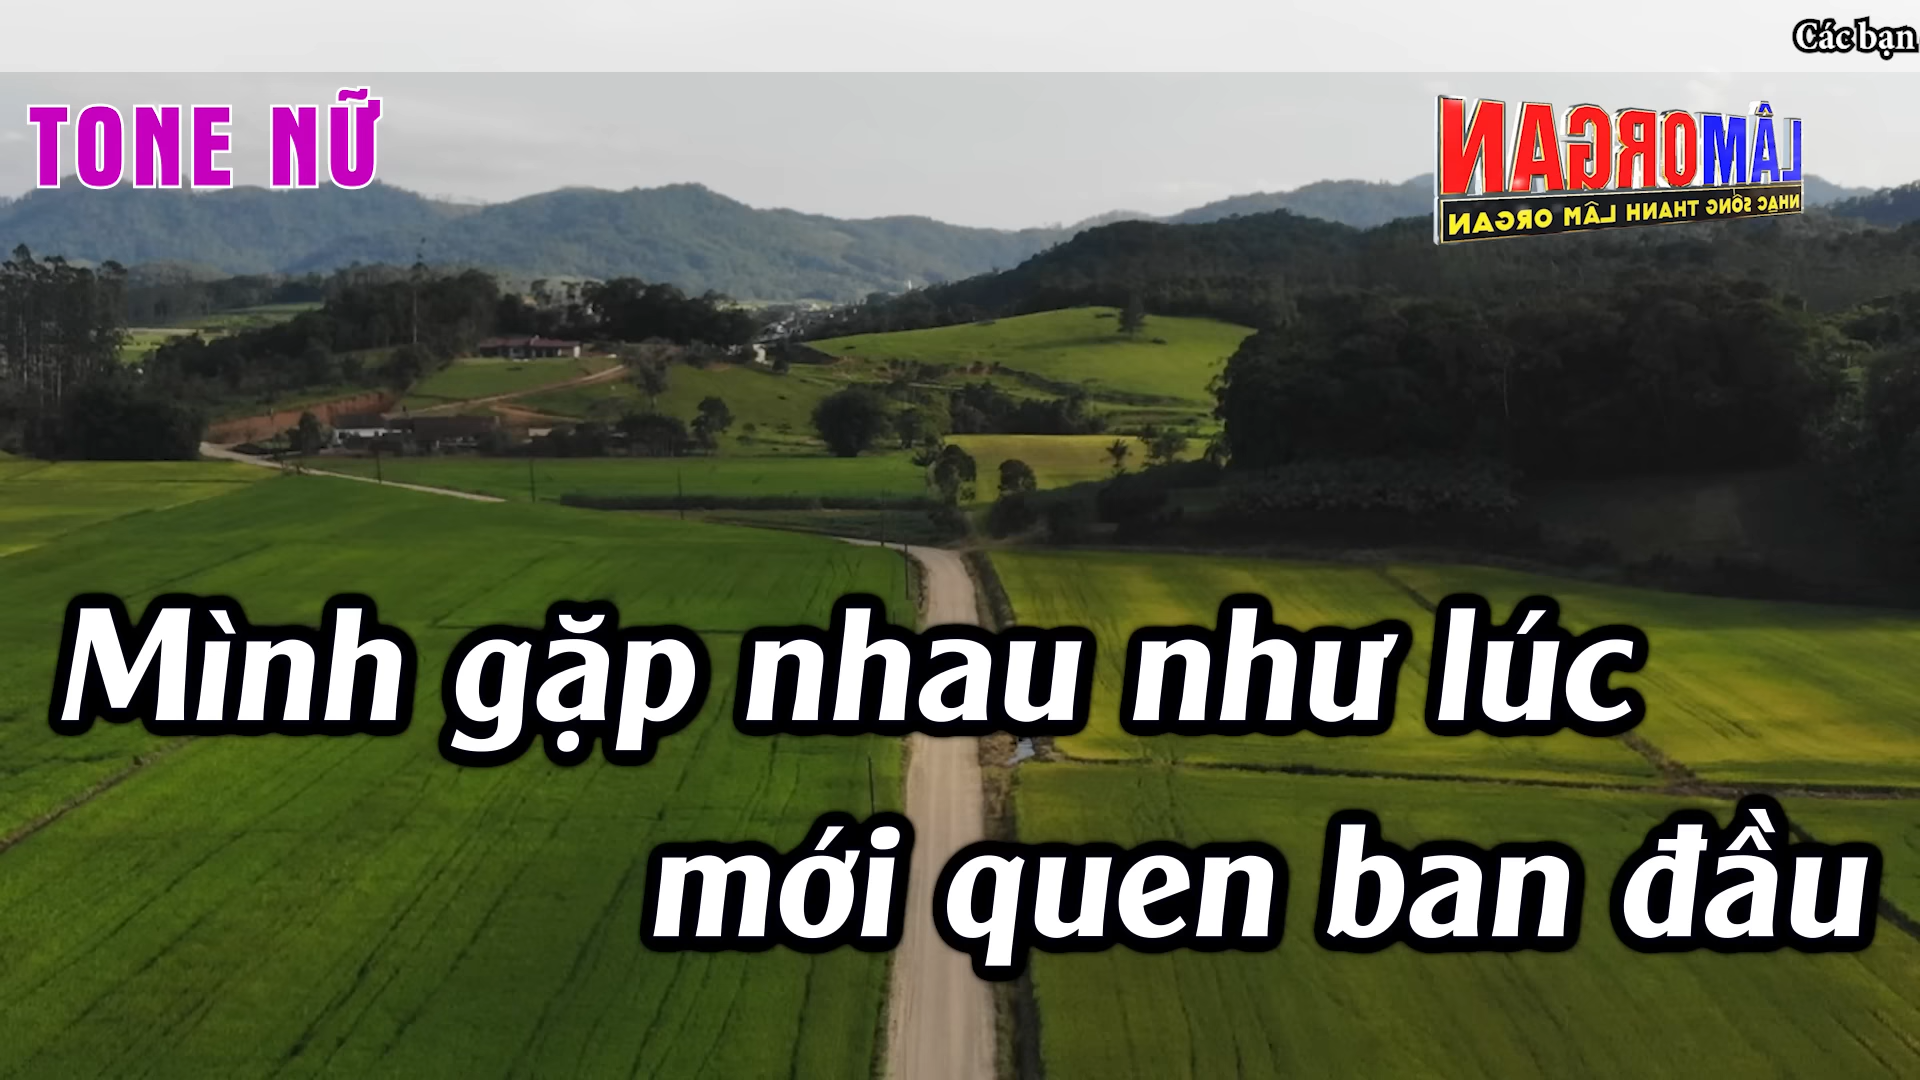 Các bạn
TONE NỮ
LÂM ORGAN
NHẠC SỐNG THANH LÂM ORGAN
Mình gặp nhau như lúc
mới quen ban đầu